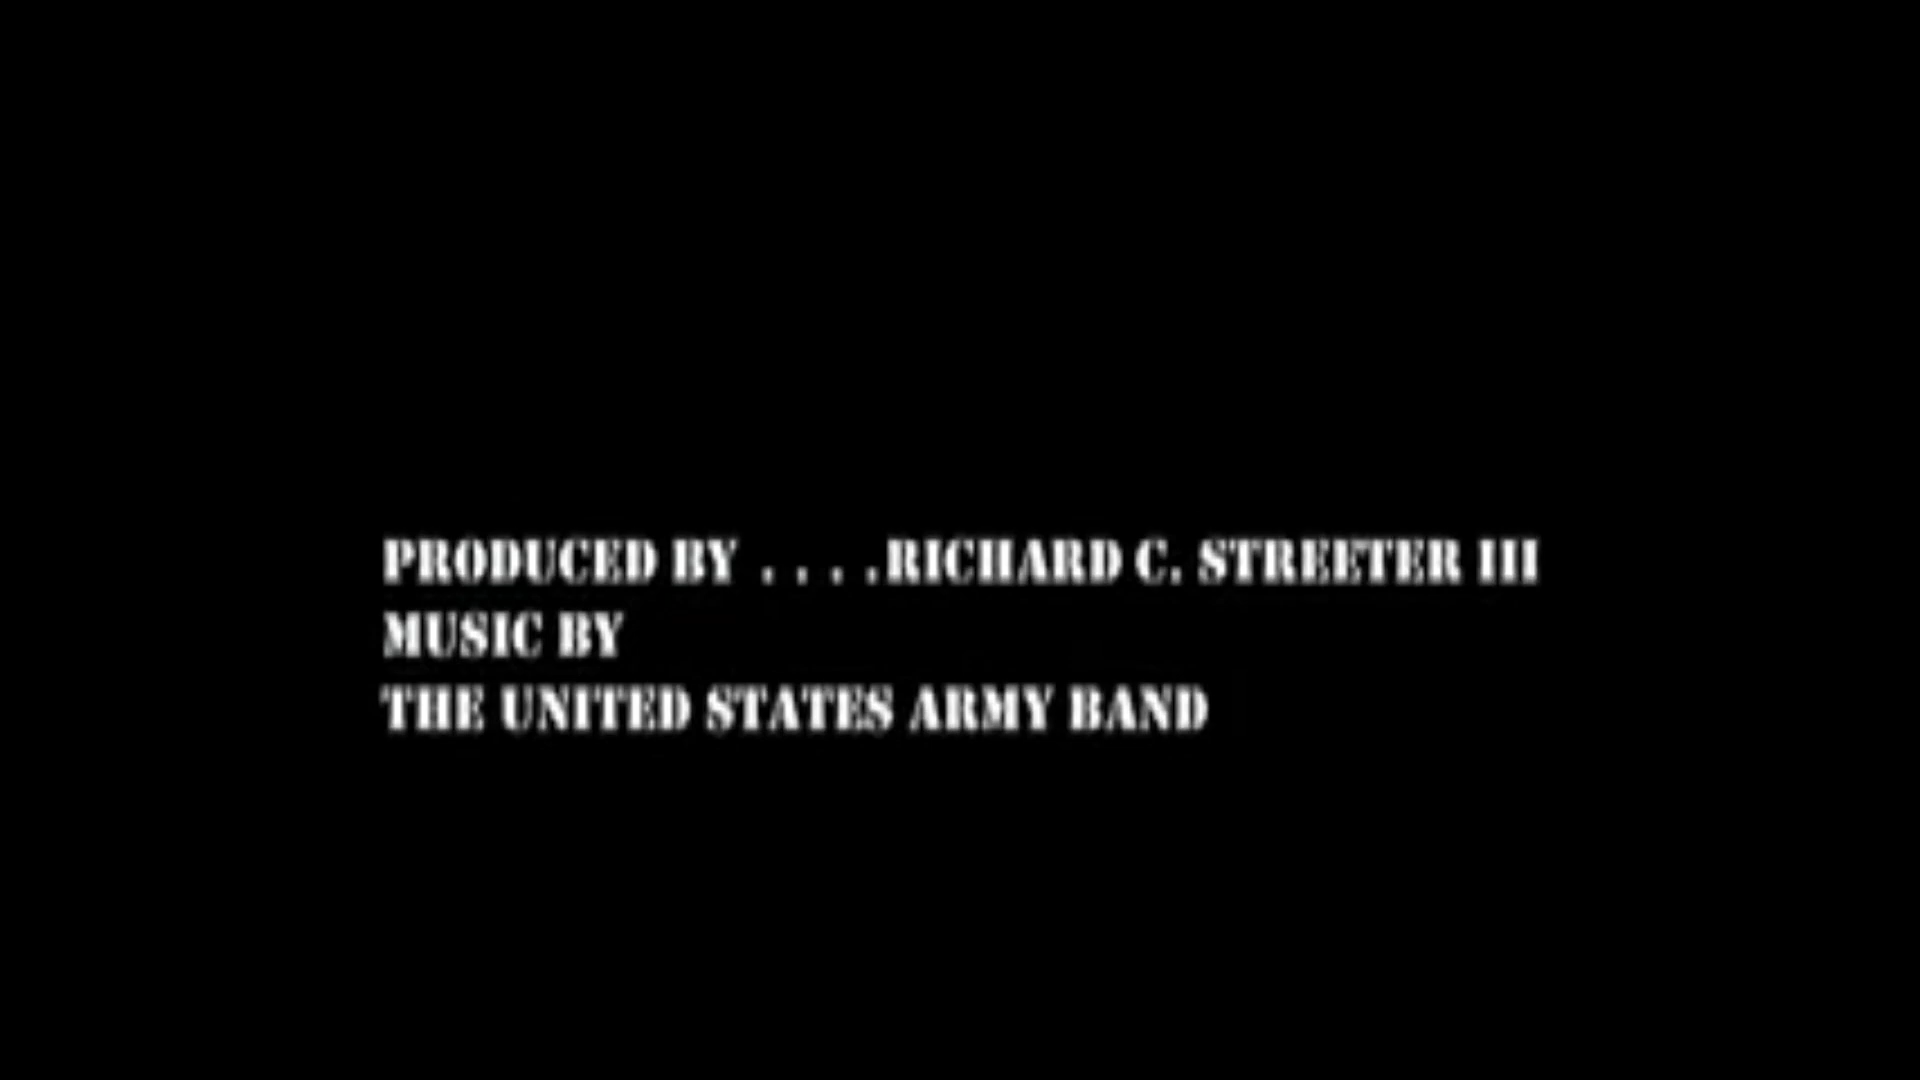 PRODUCED BY . . . .RICHARD C. STREETER III
MUSIC BY
THE UNITED STATES ARMY BAND